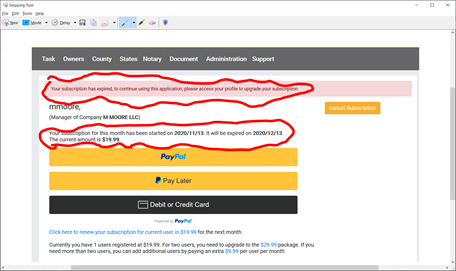 Snipping Tool
File Edit Tools Help
New Mode Delay
Task Owners County States Notary Document Administration Support
Your subscription has expired, to continue using this application, please access your profile to upgrade your subscription.
mmoore,
(Manager of Company M MOORE LLC)
Cancel Subscription
Your subscription for this month has been started on 2020/11/13. It will be expired on 2020/12/13.
The current amount is $19.99.
PayPal
Pay Later
Debit or Credit Card
Powered by PayPal
Click here to renew your subscription for current user in $19.99 for the next month.
Currently you have 1 users registered at $19.99. For two users, you need to upgrade to the $29.99 package. If you
need more than two users, you can add additional users by paying an extra $9.99 per user per month.